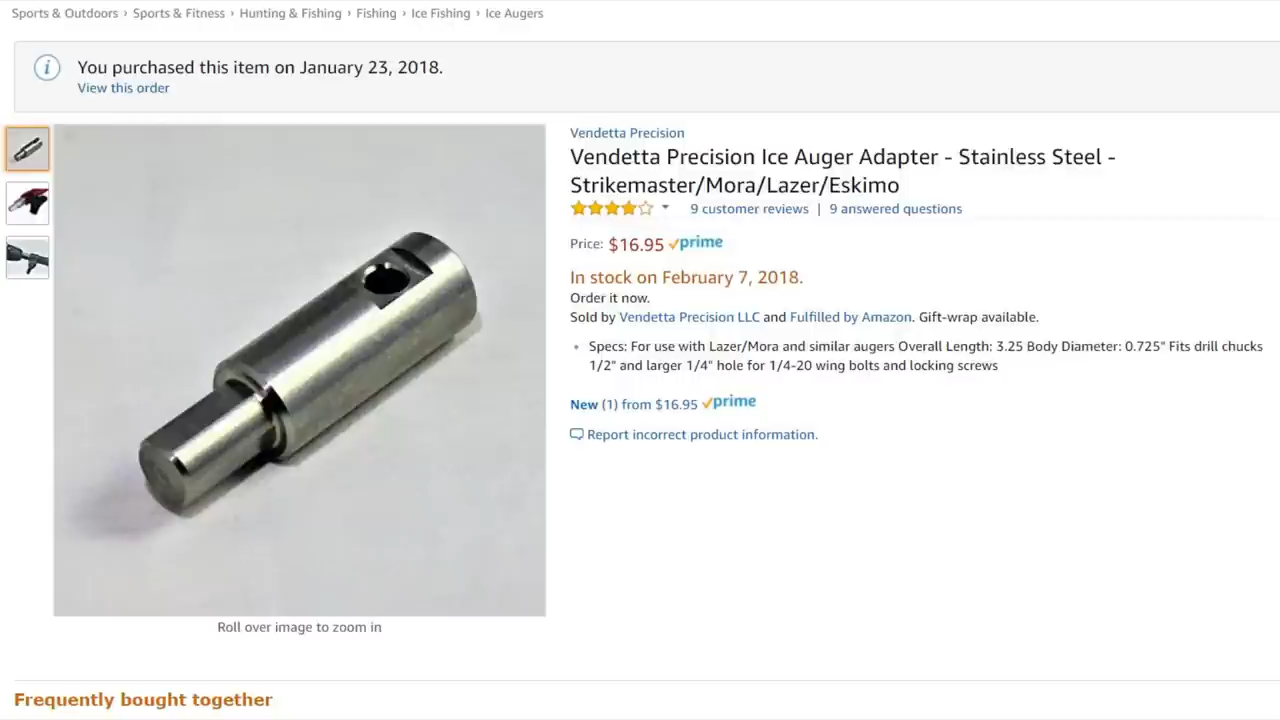 Sports & Outdoors › Sports & Fitness › Hunting & Fishing › Fishing › Ice Fishing › Ice Augers
i
You purchased this item on January 23, 2018.
View this order
Vendetta Precision
Vendetta Precision Ice Auger Adapter - Stainless Steel -
Strikemaster/Mora/Lazer/Eskimo
9 customer reviews | 9 answered questions
Price: $16.95 prime
In stock on February 7, 2018.
Order it now.
Sold by Vendetta Precision LLC and Fulfilled by Amazon. Gift-wrap available.
• Specs: For use with Lazer/Mora and similar augers Overall Length: 3.25 Body Diameter: 0.725" Fits drill chucks
1/2" and larger 1/4" hole for 1/4-20 wing bolts and locking screws
New (1) from $16.95 prime
Report incorrect product information.
Roll over image to zoom in
Frequently bought together